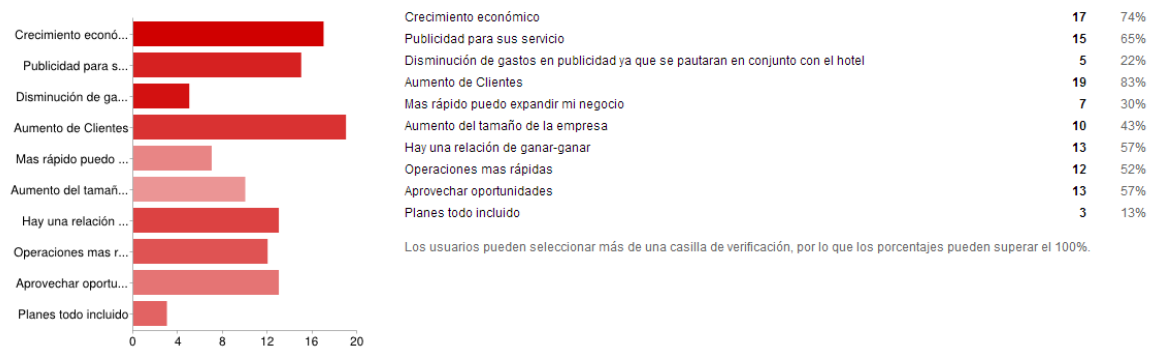 Crecimiento econó...
Publicidad para s...
Disminución de ga...
Aumento de Clientes
Mas rápido puedo ...
Aumento del tamañ...
Hay una relación ...
Operaciones mas r...
Aprovechar oportu...
Planes todo incluido
0 4 8 12 16 20
Crecimiento económico 17 74%
Publicidad para sus servicio 15 65%
Disminución de gastos en publicidad ya que se pautaran en conjunto con el hotel 5 22%
Aumento de Clientes 19 83%
Mas rápido puedo expandir mi negocio 7 30%
Aumento del tamaño de la empresa 10 43%
Hay una relación de ganar-ganar 13 57%
Operaciones mas rápidas 12 52%
Aprovechar oportunidades 13 57%
Planes todo incluido 3 13%
Los usuarios pueden seleccionar más de una casilla de verificación, por lo que los porcentajes pueden superar el 100%.